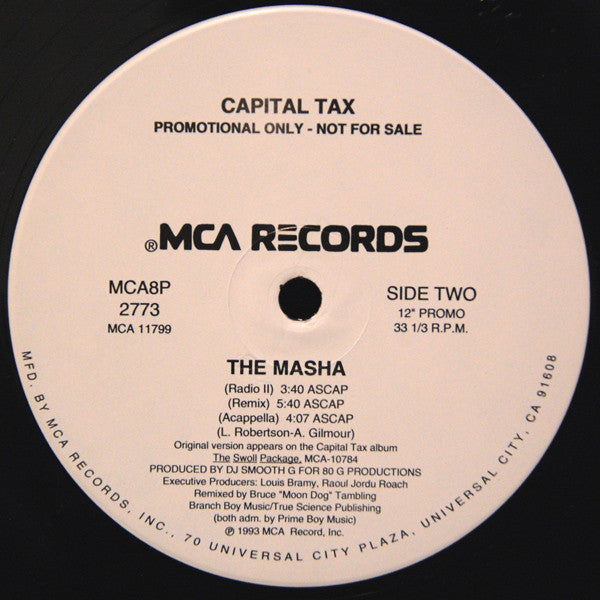 CAPITAL TAX
PROMOTIONAL ONLY - NOT FOR SALE
®MCA RECORDS
MCA8P
2773
MCA 11799
SIDE TWO
12" PROMO
33 1/3 R.P.M.
THE MASHA
(Radio II) 3:40 ASCAP
(Remix) 5:40 ASCAP
(Acappella) 4:07 ASCAP
(L. Robertson-A. Gilmour)
Original version appears on the Capital Tax album
The Swoll Package, MCA-10784
PRODUCED BY DJ SMOOTH G FOR 80 G PRODUCTIONS
Executive Producers: Louis Bramy, Raoul Jordu Roach
Remixed by Bruce "Moon Dog" Tambling
Branch Boy Music/True Science Publishing
(both adm. by Prime Boy Music)
℗ 1993 MCA Record, Inc.
MFD. BY MCA RECORDS, INC., 70 UNIVERSAL CITY PLAZA, UNIVERSAL CITY, CA 91608